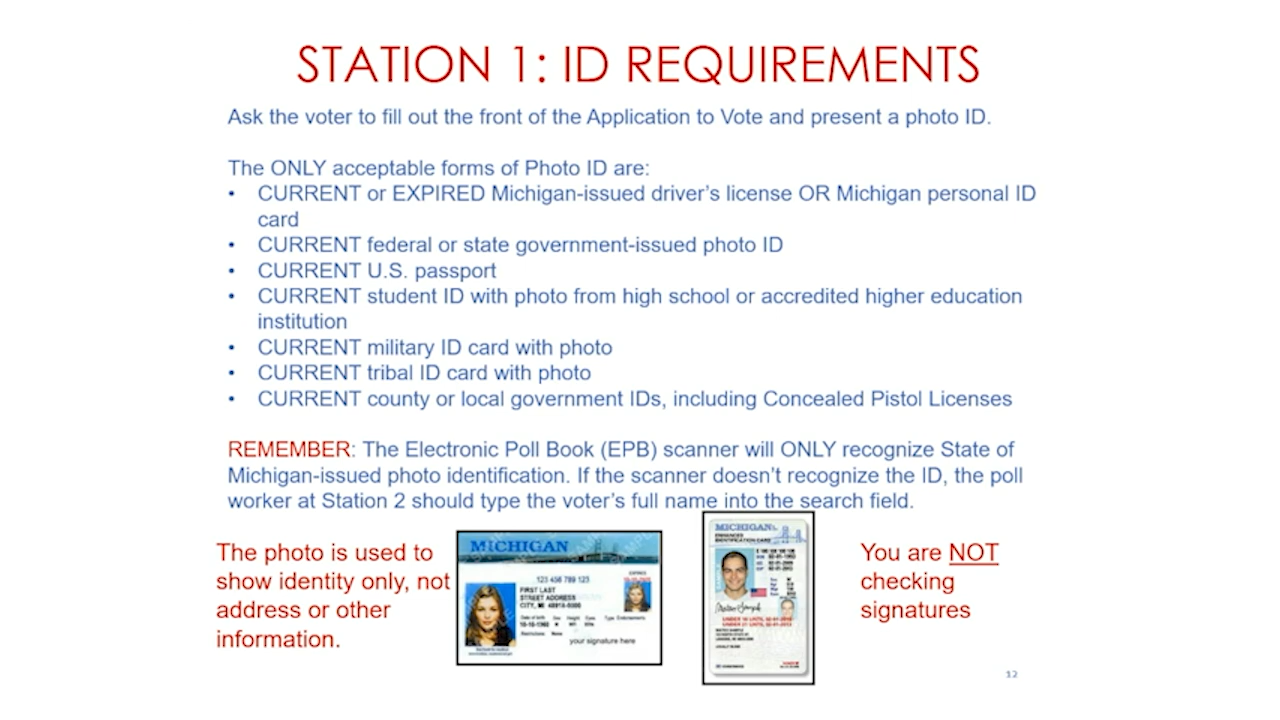 STATION 1: ID REQUIREMENTS
Ask the voter to fill out the front of the Application to Vote and present a photo ID.
The ONLY acceptable forms of Photo ID are:
• CURRENT or EXPIRED Michigan-issued driver’s license OR Michigan personal ID
card
• CURRENT federal or state government-issued photo ID
• CURRENT U.S. passport
• CURRENT student ID with photo from high school or accredited higher education
institution
• CURRENT military ID card with photo
• CURRENT tribal ID card with photo
• CURRENT county or local government IDs, including Concealed Pistol Licenses
REMEMBER: The Electronic Poll Book (EPB) scanner will ONLY recognize State of
Michigan-issued photo identification. If the scanner doesn’t recognize the ID, the poll
worker at Station 2 should type the voter’s full name into the search field.
The photo is used to
show identity only, not
address or other
information.
MICHIGAN
123 456 789 123
FIRST LAST
STREET ADDRESS
CITY, MI
your signature here
MICHIGAN
ENHANCED
IDENTIFICATION CARD
You are NOT
checking
signatures
12